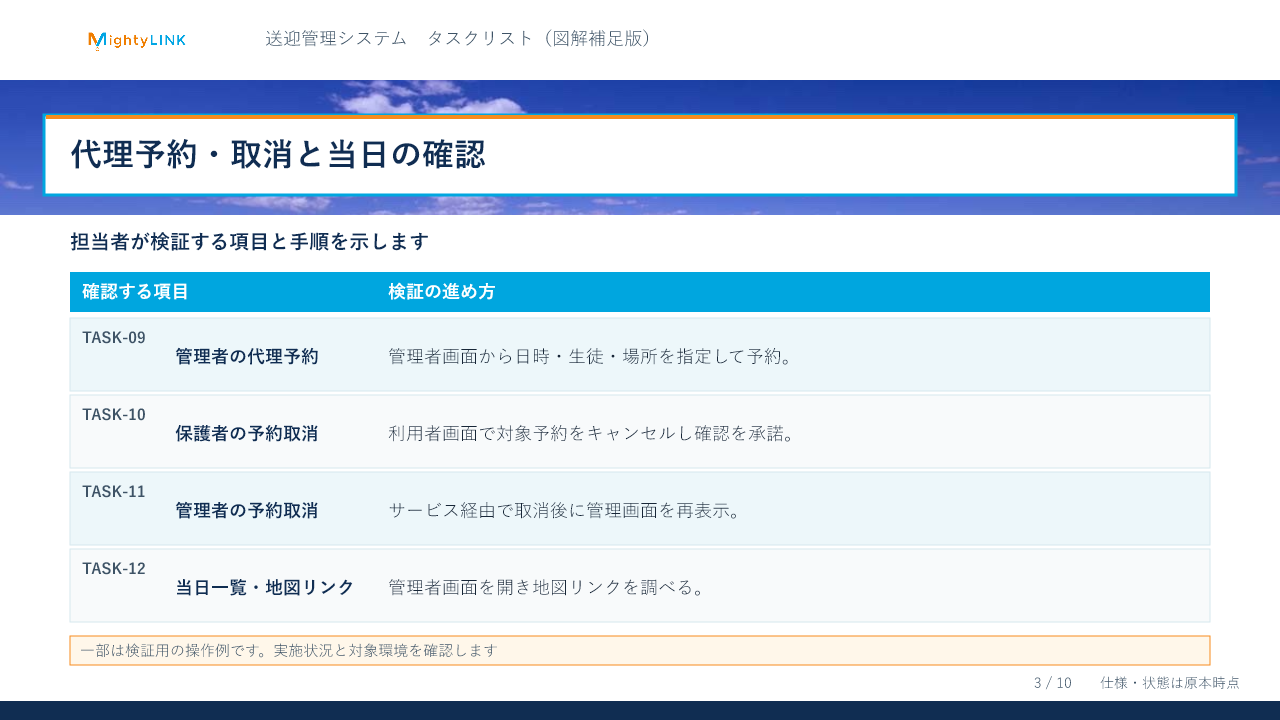 MightyLINK
送迎管理システム　タスクリスト（図解補足版）
代理予約・取消と当日の確認
担当者が検証する項目と手順を示します
確認する項目　検証の進め方
TASK-09
管理者の代理予約　管理者画面から日時・生徒・場所を指定して予約。
TASK-10
保護者の予約取消　利用者画面で対象予約をキャンセルし確認を承諾。
TASK-11
管理者の予約取消　サービス経由で取消後に管理画面を再表示。
TASK-12
当日一覧・地図リンク　管理者画面を開き地図リンクを調べる。
一部は検証用の操作例です。実施状況と対象環境を確認します
3 / 10　仕様・状態は原本時点